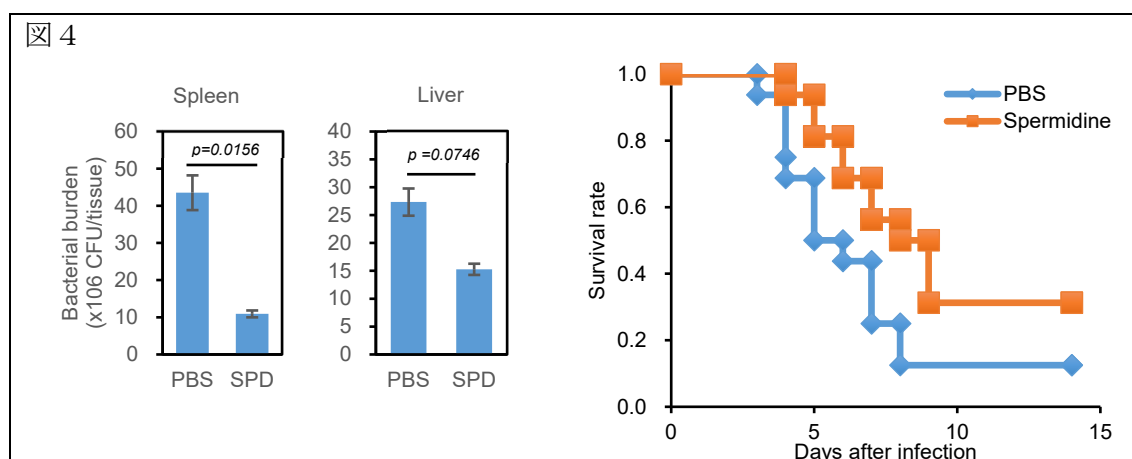 図4
Spleen
Liver
Bacterial burden
(x106 CFU/tissue)
60
50
40
30
20
10
0
p=0.0156
PBS SPD
40
35
30
25
20
15
10
5
0
p =0.0746
PBS SPD
Survival rate
1.0
0.8
0.6
0.4
0.2
0.0
PBS
Spermidine
0 5 10 15
Days after infection